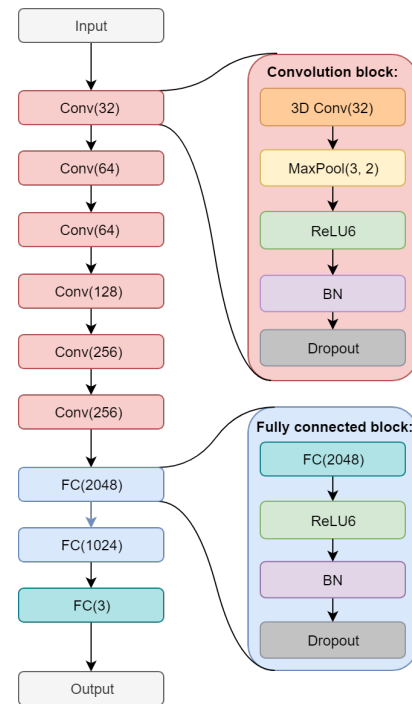 Input
Conv(32)
Conv(64)
Conv(64)
Conv(128)
Conv(256)
Conv(256)
FC(2048)
FC(1024)
FC(3)
Output
Convolution block:
3D Conv(32)
MaxPool(3, 2)
ReLU6
BN
Dropout
Fully connected block:
FC(2048)
ReLU6
BN
Dropout